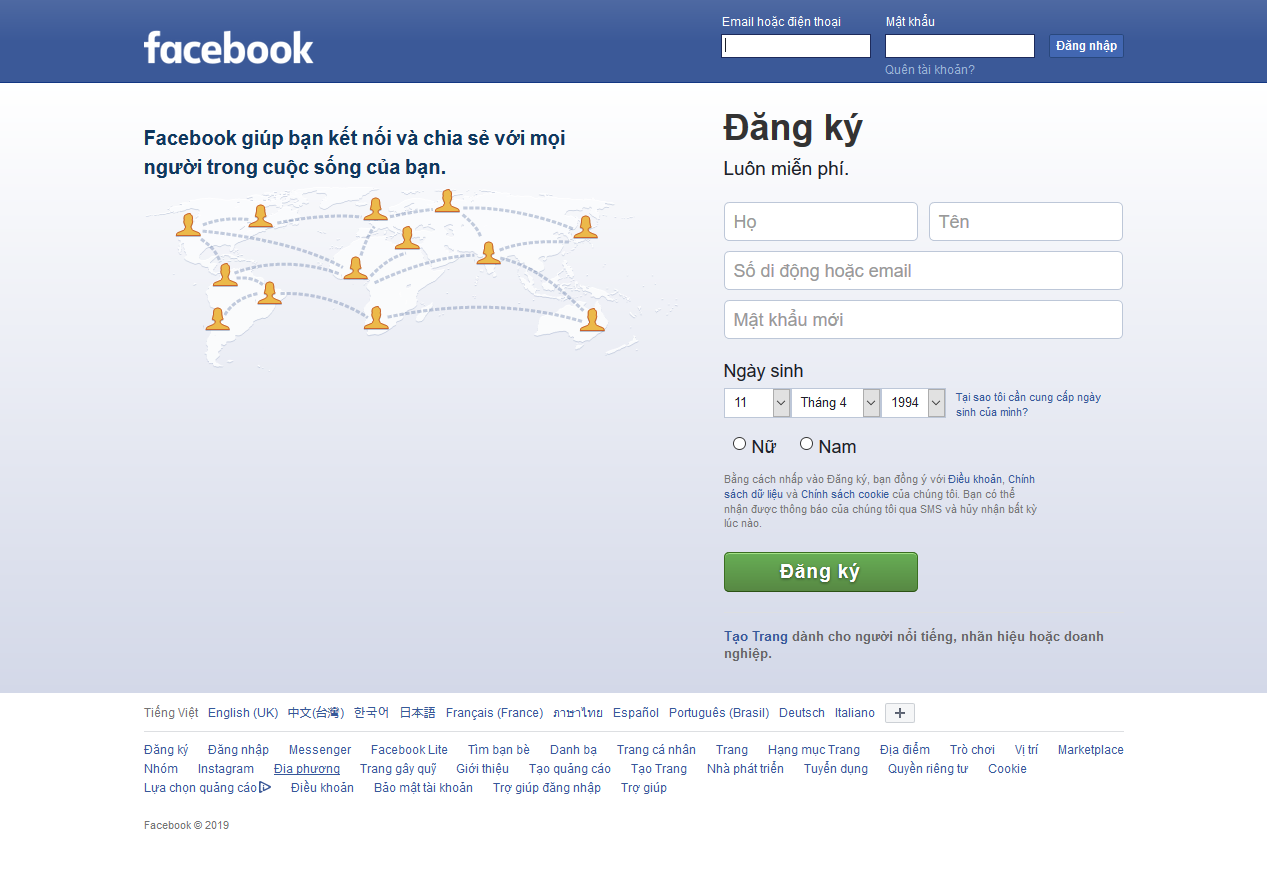 facebook
Email hoặc điện thoại
Mật khẩu
Đăng nhập
Quên tài khoản?
Facebook giúp bạn kết nối và chia sẻ với mọi
người trong cuộc sống của bạn.
Đăng ký
Luôn miễn phí.
Họ
Tên
Số di động hoặc email
Mật khẩu mới
Ngày sinh
11
Tháng 4
1994
Tại sao tôi cần cung cấp ngày
sinh của mình?
Nữ
Nam
Bằng cách nhấp vào Đăng ký, bạn đồng ý với Điều khoản, Chính
sách dữ liệu và Chính sách cookie của chúng tôi. Bạn có thể
nhận được thông báo của chúng tôi qua SMS và hủy nhận bất kỳ
lúc nào.
Đăng ký
Tạo Trang dành cho người nổi tiếng, nhãn hiệu hoặc doanh
nghiệp.
Tiếng Việt English (UK) 中文(台灣) 한국어 日本語 Français (France) ภาษาไทย Español Português (Brasil) Deutsch Italiano
Đăng ký Đăng nhập Messenger Facebook Lite Tìm bạn bè Danh bạ Trang cá nhân Trang Hạng mục Trang Địa điểm Trò chơi Vị trí Marketplace
Nhóm Instagram Địa phương Trang gây quỹ Giới thiệu Tạo quảng cáo Tạo Trang Nhà phát triển Tuyển dụng Quyền riêng tư Cookie
Lựa chọn quảng cáo Điều khoản Bảo mật tài khoản Trợ giúp đăng nhập Trợ giúp
Facebook © 2019